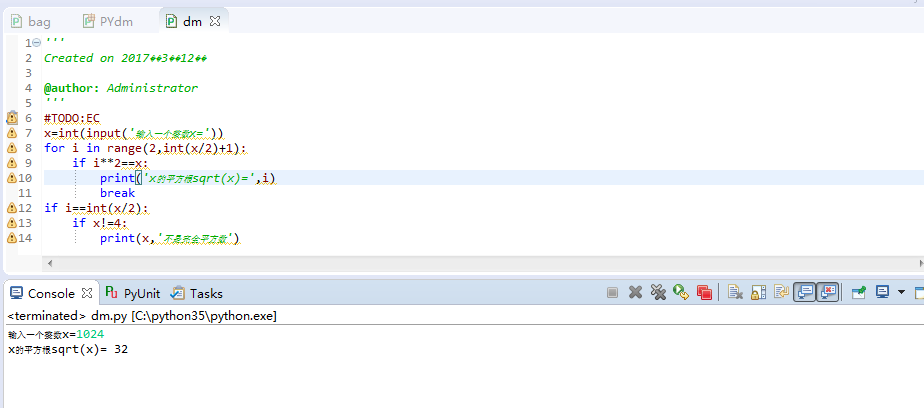 bag PYdm dm
1 '''
2 Created on 2017��3��12��
3
4 @author: Administrator
5 '''
6 #TODO:EC
7 x=int(input('输入一个整数x='))
8 for i in range(2,int(x/2)+1):
9 if i**2==x:
10 print('x的平方根sqrt(x)=',i)
11 break
12 if i==int(x/2):
13 if x!=4:
14 print(x,'不是完全平方数')
Console PyUnit Tasks
<terminated> dm.py [C:\python35\python.exe]
输入一个整数x=1024
x的平方根sqrt(x)= 32